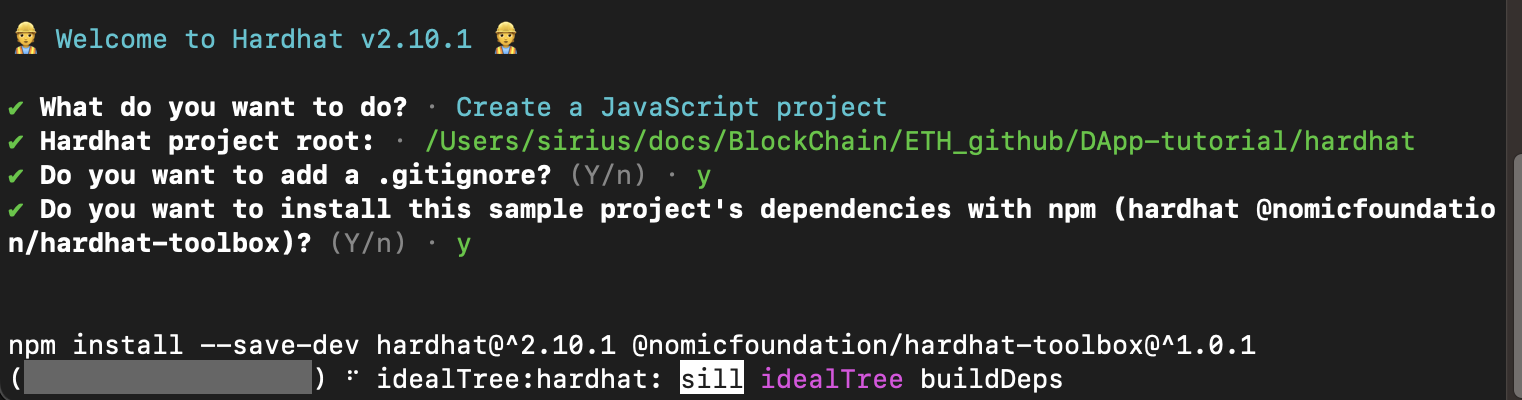 👷 Welcome to Hardhat v2.10.1 👷
✔ What do you want to do? · Create a JavaScript project
✔ Hardhat project root: · /Users/sirius/docs/BlockChain/ETH_github/DApp-tutorial/hardhat
✔ Do you want to add a .gitignore? (Y/n) · y
✔ Do you want to install this sample project's dependencies with npm (hardhat @nomicfoundatio
n/hardhat-toolbox)? (Y/n) · y
npm install --save-dev hardhat@^2.10.1 @nomicfoundation/hardhat-toolbox@^1.0.1
(                  ) ⠋ idealTree:hardhat: sill idealTree buildDeps